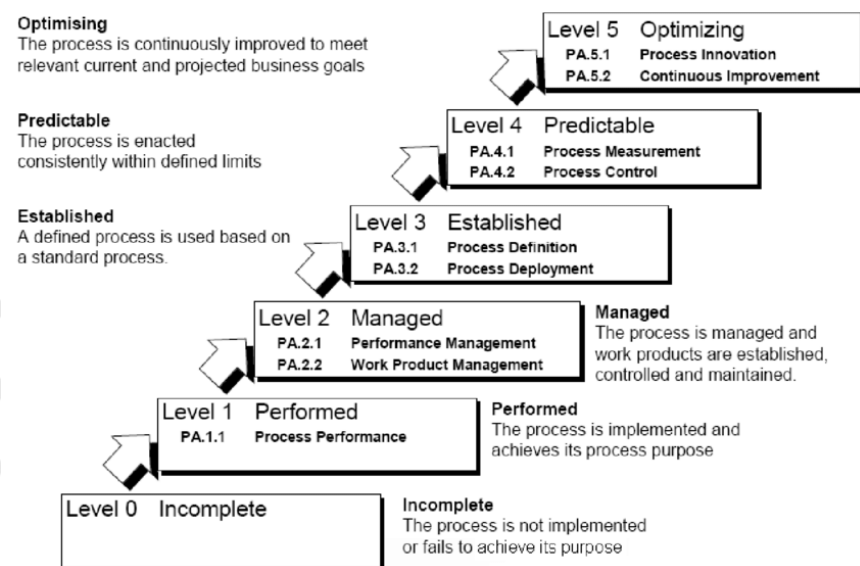 Optimising
The process is continuously improved to meet
relevant current and projected business goals
Level 5 Optimizing
PA.5.1 Process Innovation
PA.5.2 Continuous Improvement
Predictable
The process is enacted
consistently within defined limits
Level 4 Predictable
PA.4.1 Process Measurement
PA.4.2 Process Control
Established
A defined process is used based on
a standard process.
Level 3 Established
PA.3.1 Process Definition
PA.3.2 Process Deployment
Level 2 Managed
PA.2.1 Performance Management
PA.2.2 Work Product Management
Managed
The process is managed and
work products are established,
controlled and maintained.
Level 1 Performed
PA.1.1 Process Performance
Performed
The process is implemented and
achieves its process purpose
Level 0 Incomplete
Incomplete
The process is not implemented
or fails to achieve its purpose